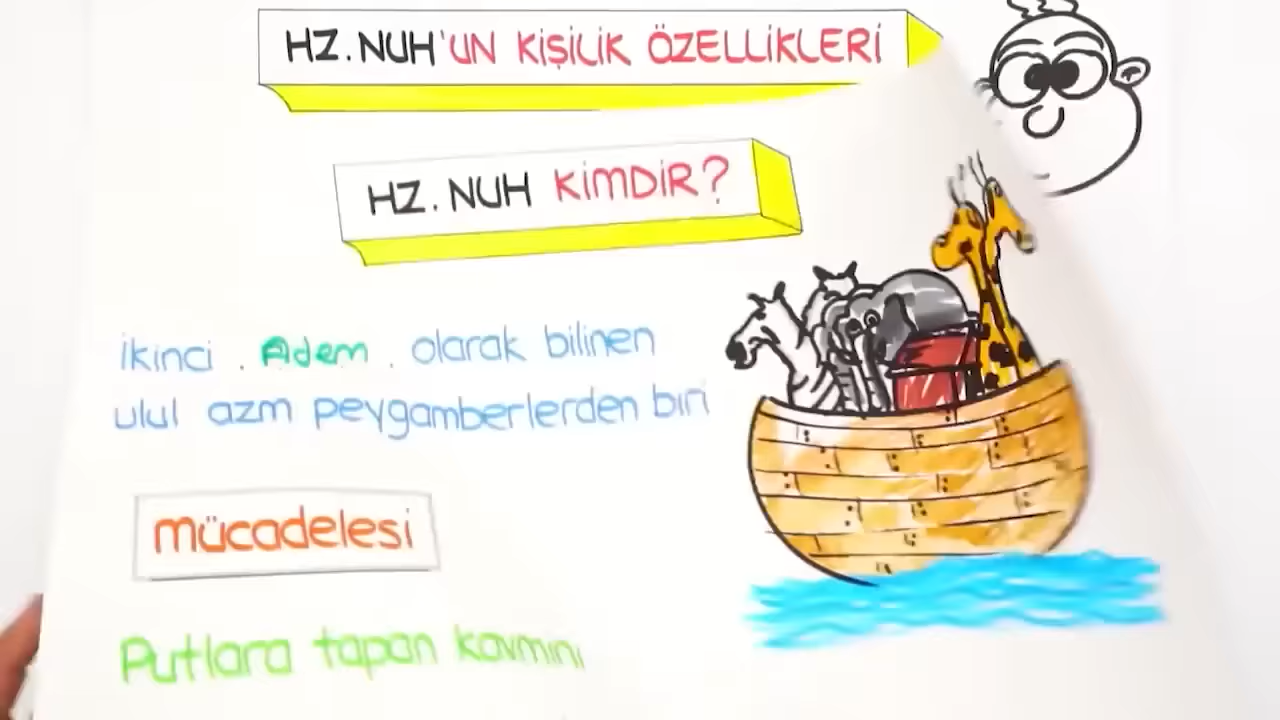 HZ. NUH'UN KİŞİLİK ÖZELLİKLERİ
HZ. NUH KİMDİR?
İkinci . Adem . olarak bilinen
ulul azm peygamberlerden biri
mücadelesi
Putlara tapan kavmini